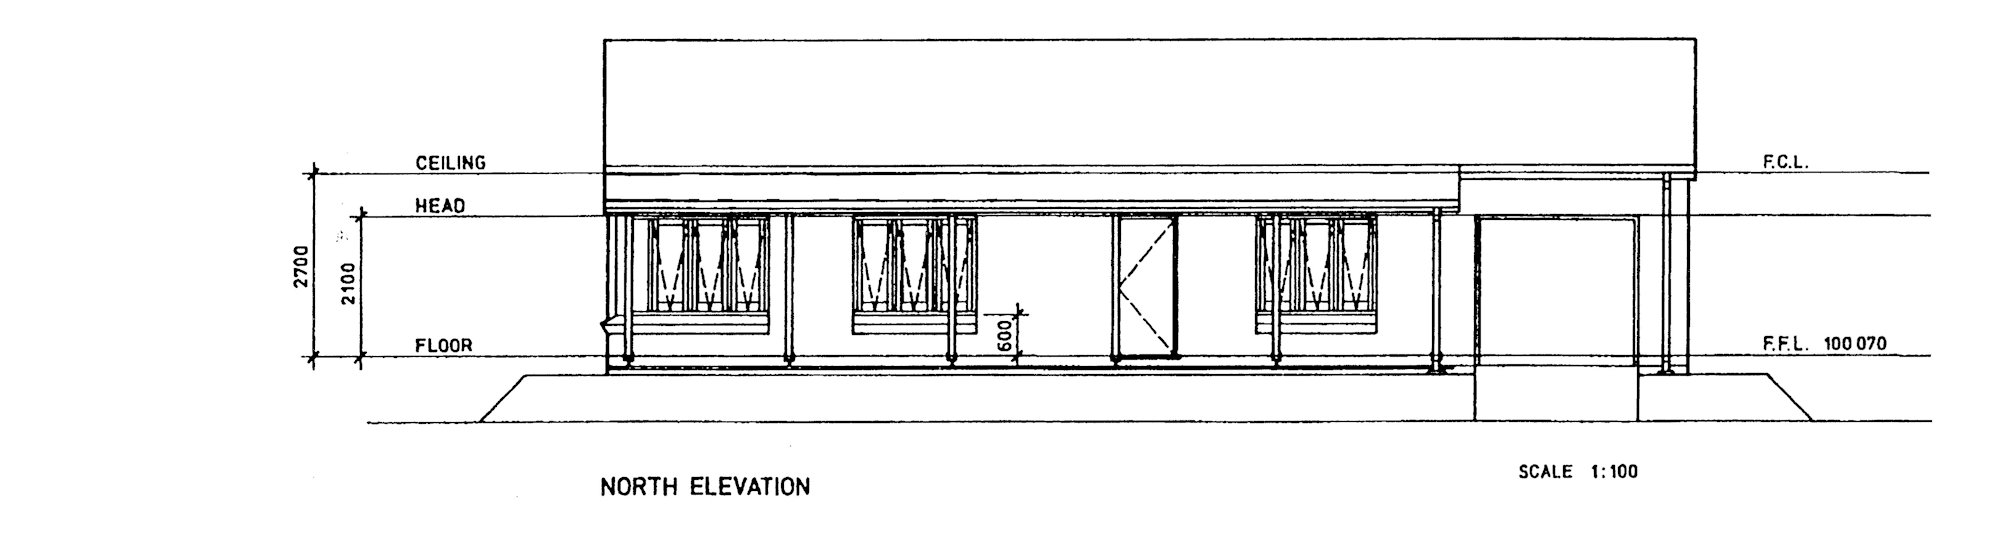 CEILING
F.C.L.
HEAD
2700
2100
600
FLOOR
F.F.L. 100 070
NORTH ELEVATION
SCALE 1:100